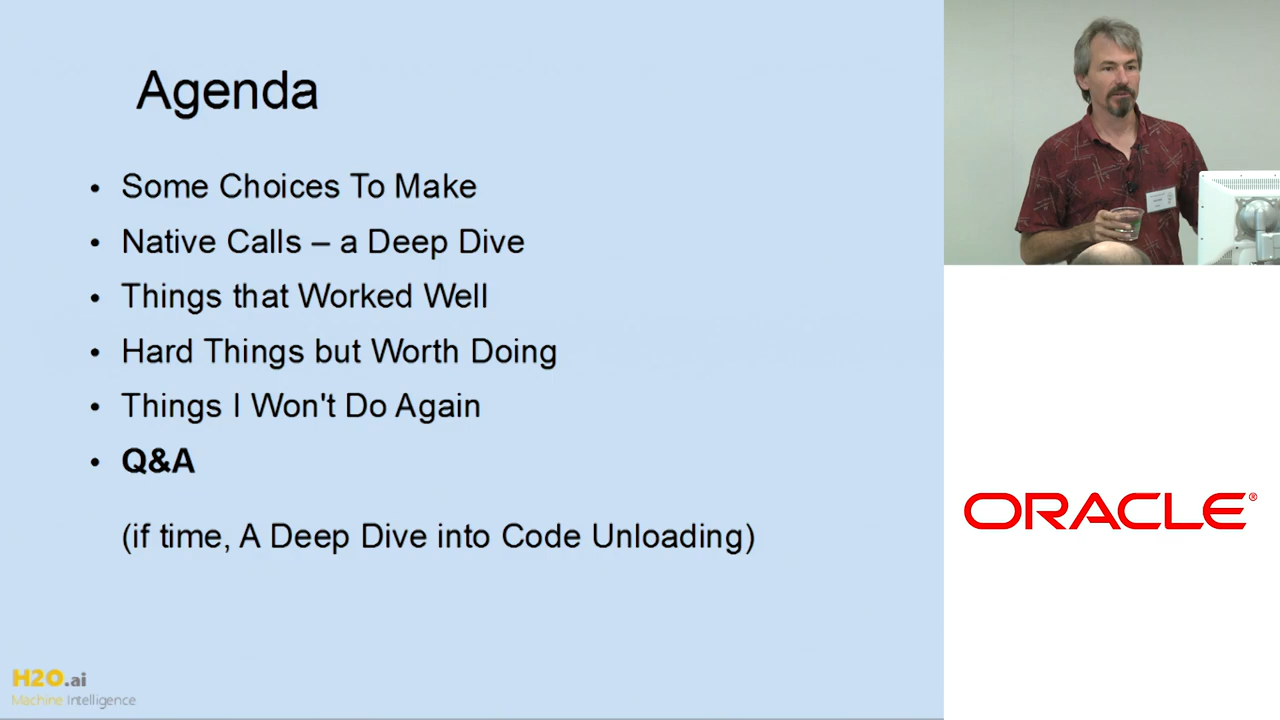 Agenda
• Some Choices To Make
• Native Calls – a Deep Dive
• Things that Worked Well
• Hard Things but Worth Doing
• Things I Won't Do Again
• Q&A
(if time, A Deep Dive into Code Unloading)
H2O.ai
Machine Intelligence
ORACLE®